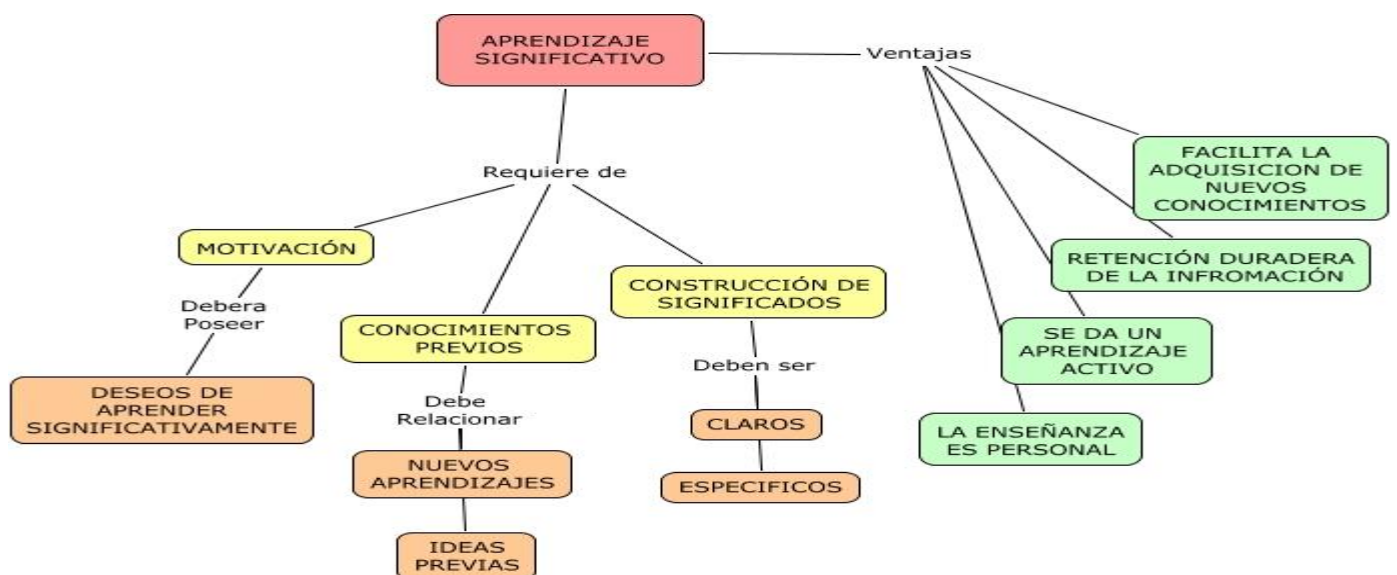 APRENDIZAJE
SIGNIFICATIVO
Ventajas
Requiere de
MOTIVACIÓN
Debera
Poseer
DESEOS DE
APRENDER
SIGNIFICATIVAMENTE
CONOCIMIENTOS
PREVIOS
Debe
Relacionar
NUEVOS
APRENDIZAJES
IDEAS
PREVIAS
CONSTRUCCIÓN DE
SIGNIFICADOS
Deben ser
CLAROS
ESPECIFICOS
FACILITA LA
ADQUISICION DE
NUEVOS
CONOCIMIENTOS
RETENCIÓN DURADERA
DE LA INFROMACIÓN
SE DA UN
APRENDIZAJE
ACTIVO
LA ENSEÑANZA
ES PERSONAL